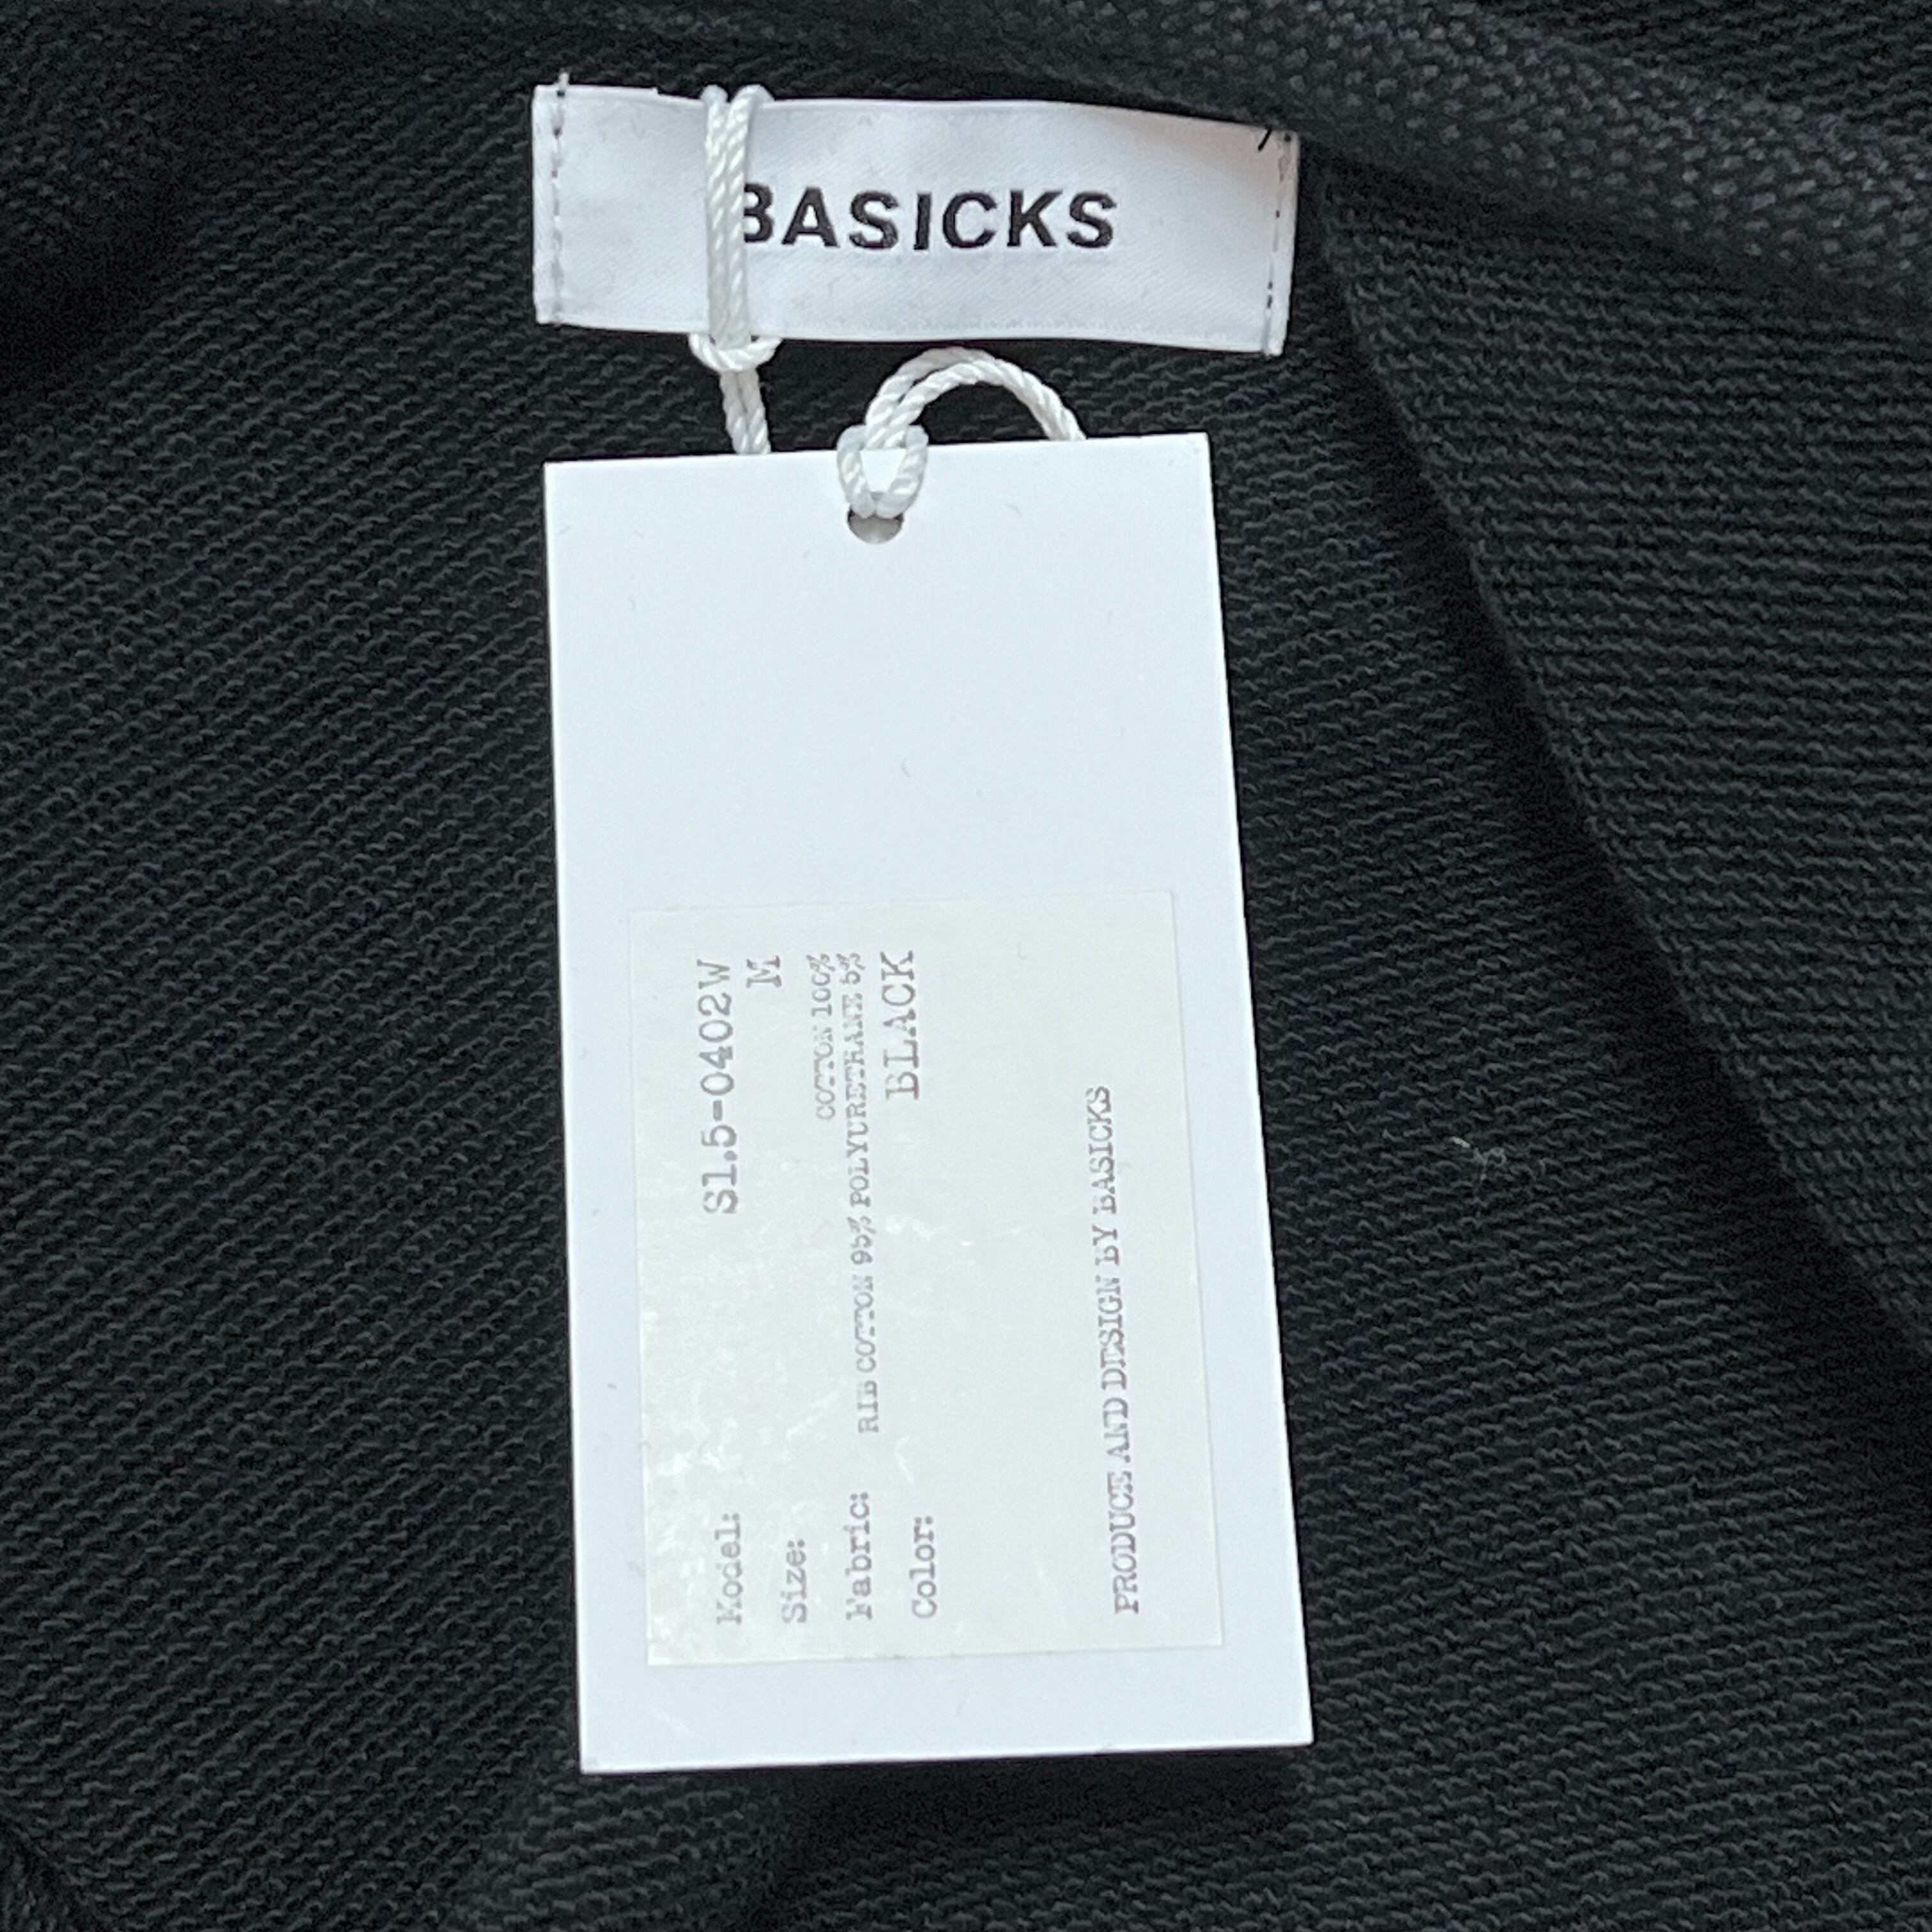 BASICKS
Model: S1.5-0402W
Size: M
COTTON 100%
Fabric: RIB COTTON 95% POLYURETHANE 5%
Color: BLACK
PRODUCE AND DESIGN BY BASICKS